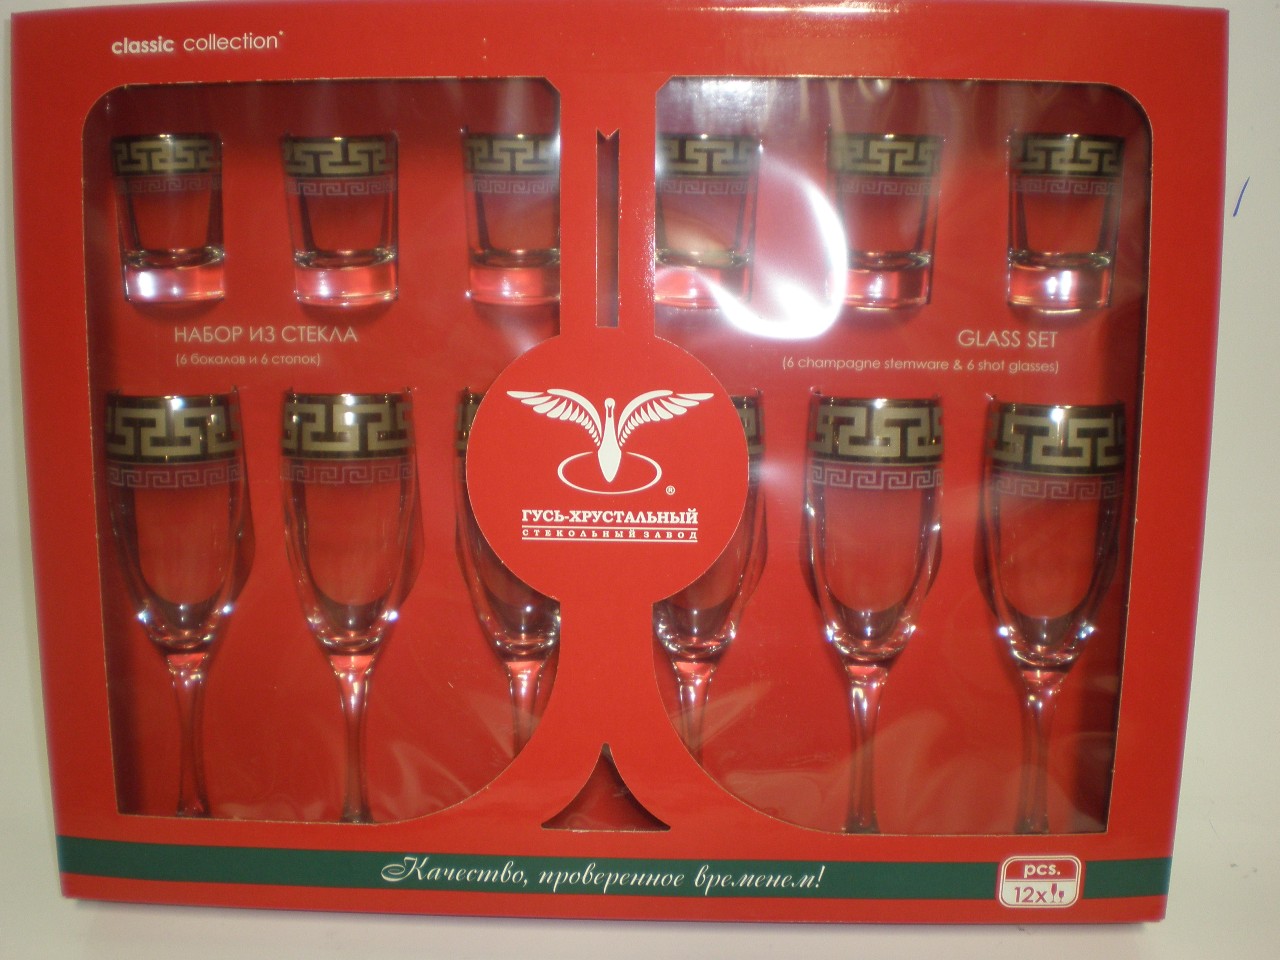 classic collection*
НАБОР ИЗ СТЕКЛА
(6 бокалов и 6 стопок)
GLASS SET
(6 champagne stemware & 6 shot glasses)
®
ГУСЬ-ХРУСТАЛЬНЫЙ
СТЕКОЛЬНЫЙ ЗАВОД
Качество, проверенное временем!
pcs.
12x